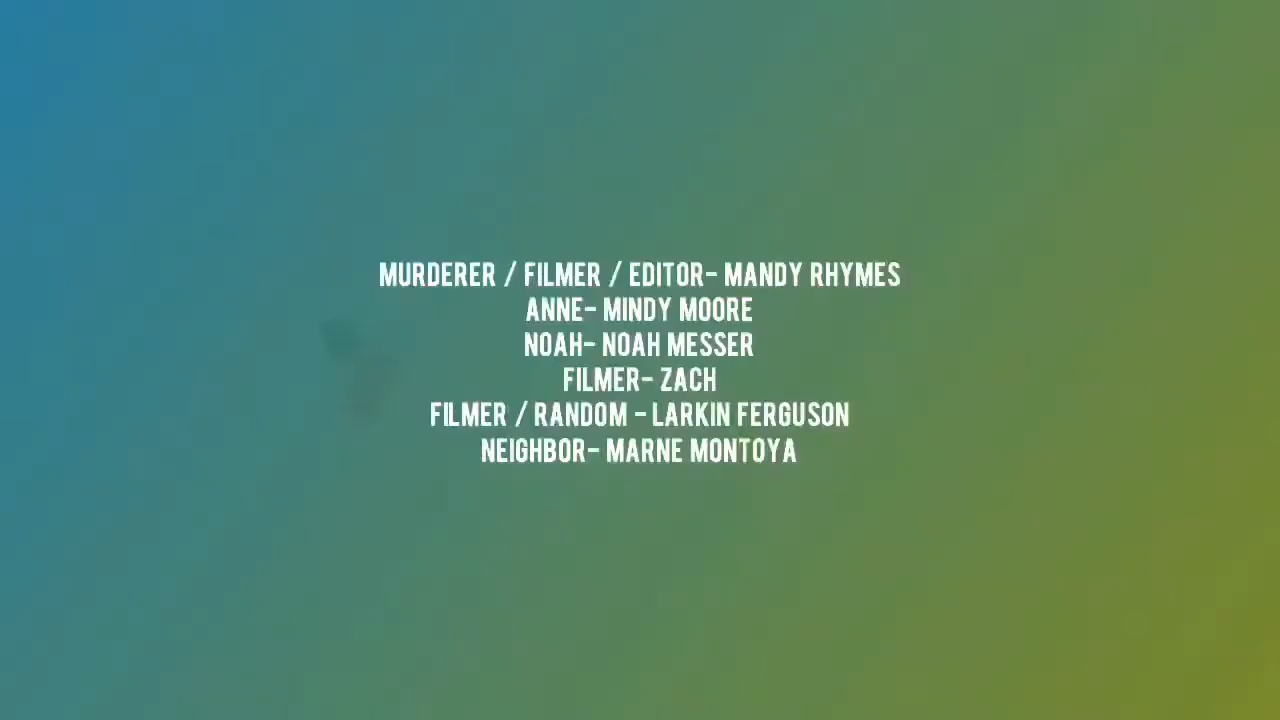 MURDERER / FILMER / EDITOR- MANDY RHYMES
ANNE- MINDY MOORE
NOAH- NOAH MESSER
FILMER- ZACH
FILMER / RANDOM - LARKIN FERGUSON
NEIGHBOR- MARNE MONTOYA